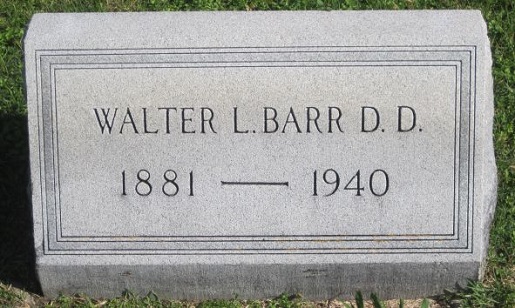 WALTER L. BARR D. D.
1881 — 1940